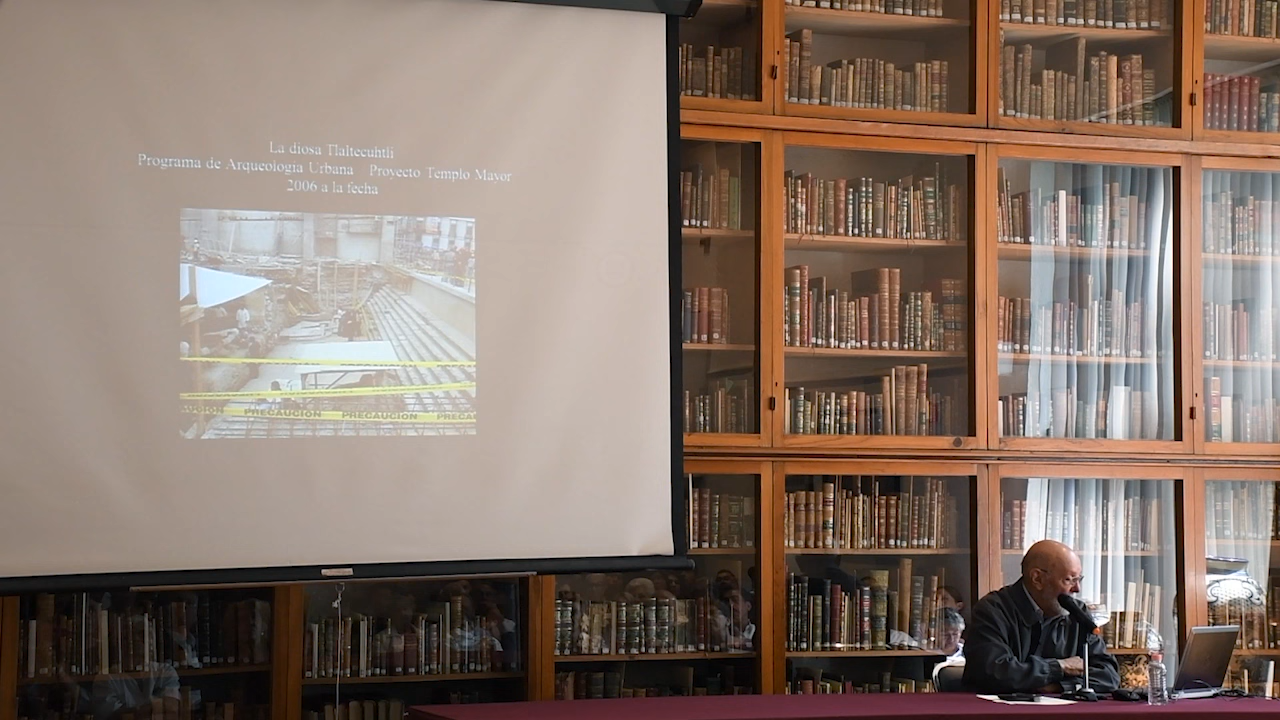 La diosa Tlaltecuhtli
Programa de Arqueología Urbana Proyecto Templo Mayor
2006 a la fecha
PRECAUCION PRECAUCION